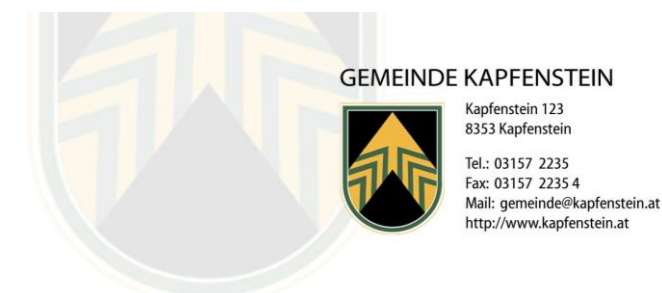 GEMEINDE KAPFENSTEIN
Kapfenstein 123
8353 Kapfenstein
Tel.: 03157 2235
Fax: 03157 2235 4
Mail: gemeinde@kapfenstein.at
http://www.kapfenstein.at